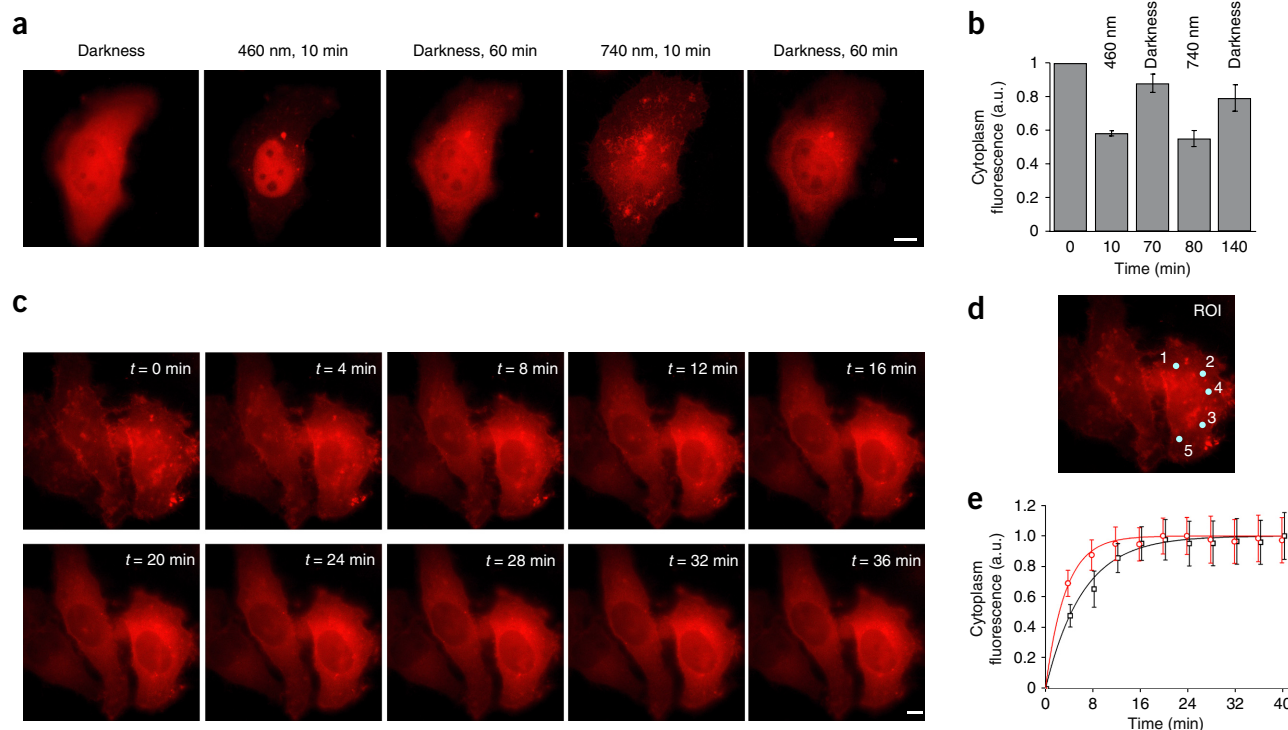 a
Darkness
460 nm, 10 min
Darkness, 60 min
740 nm, 10 min
Darkness, 60 min
b
460 nm
Darkness
740 nm
Darkness
Cytoplasm
fluorescence (a.u.)
1
0.8
0.6
0.4
0.2
0
0 10 70 80 140
Time (min)
c
t = 0 min
t = 4 min
t = 8 min
t = 12 min
t = 16 min
t = 20 min
t = 24 min
t = 28 min
t = 32 min
t = 36 min
d
ROI
1
2
4
3
5
e
Cytoplasm
fluorescence (a.u.)
1.2
1.0
0.8
0.6
0.4
0.2
0
0 8 16 24 32 40
Time (min)